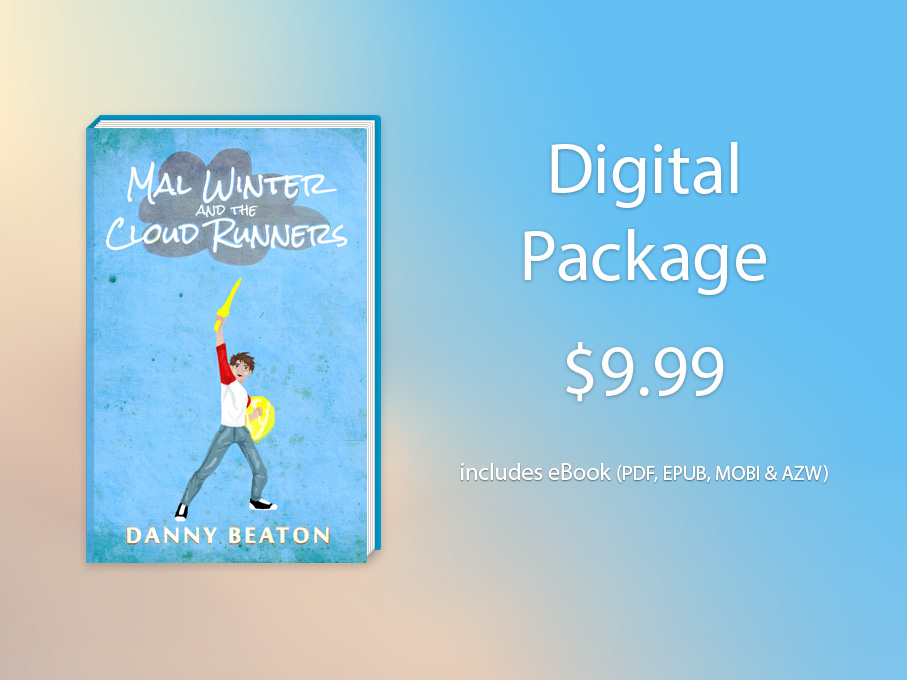 Mal Winter
and the
Cloud Runners
DANNY BEATON
Digital
Package
$9.99
includes eBook (PDF, EPUB, MOBI & AZW)